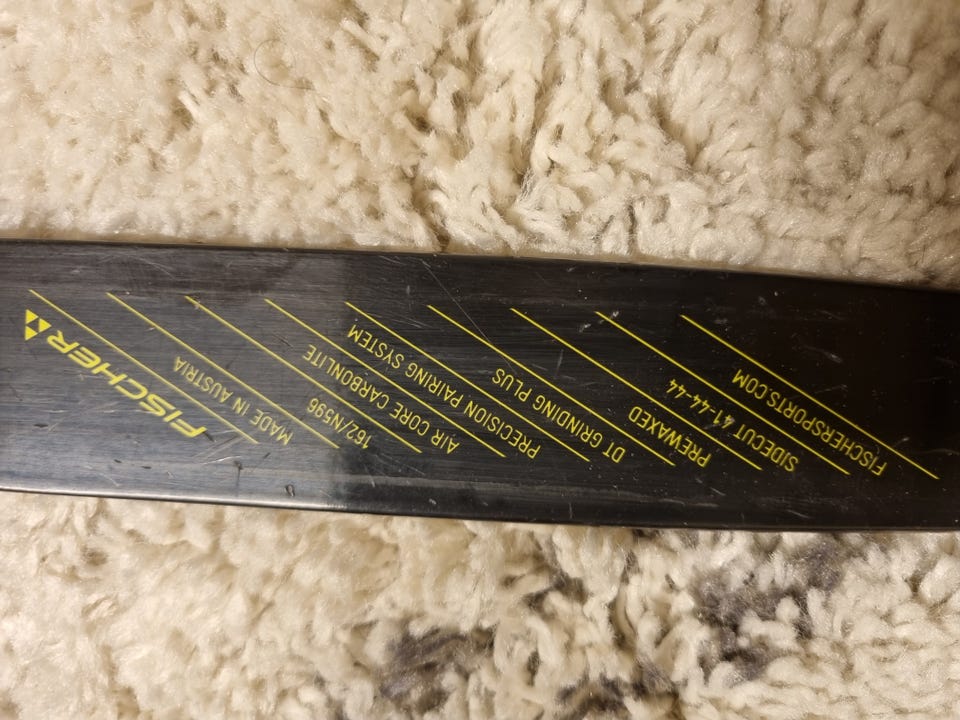 FISCHER
MADE IN AUSTRIA
162/N596
AIR CORE CARBONLITE
PRECISION PAIRING SYSTEM
DT GRINDING PLUS
PREWAXED
SIDECUT 41-44-44
FISCHERSPORTS.COM